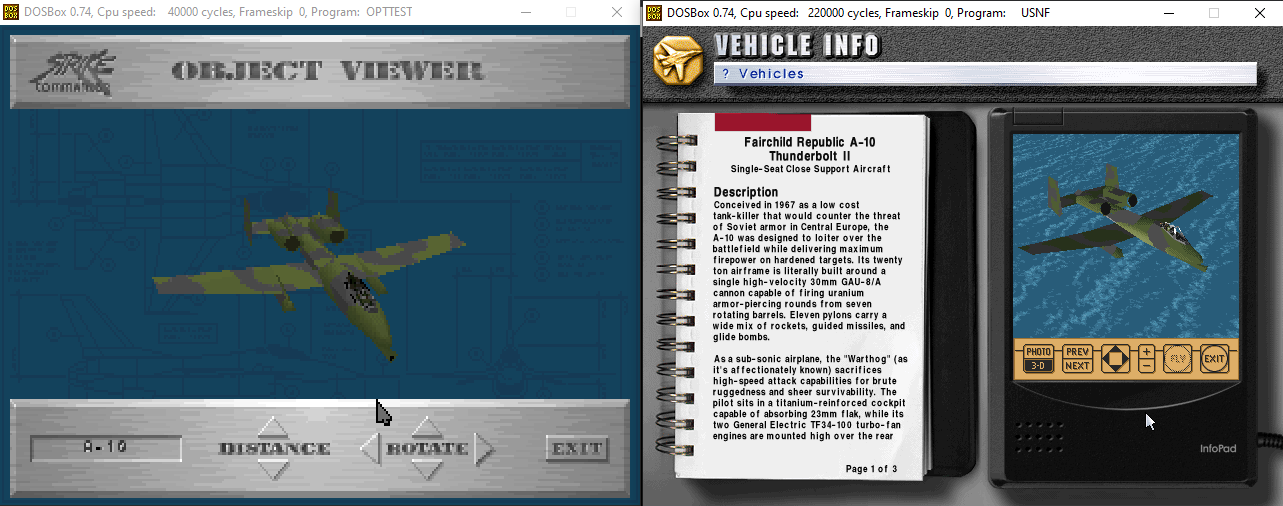 DOSBox 0.74, Cpu speed: 40000 cycles, Frameskip 0, Program: OPTTEST
STRIKE
COMMANDER
OBJECT VIEWER
A-10
DISTANCE
ROTATE
EXIT
DOSBox 0.74, Cpu speed: 220000 cycles, Frameskip 0, Program: USNF
VEHICLE INFO
? Vehicles
Fairchild Republic A-10
Thunderbolt II
Single-Seat Close Support Aircraft
Description
Conceived in 1967 as a low cost
tank-killer that would counter the threat
of Soviet armor in Central Europe, the
A-10 was designed to loiter over the
battlefield while delivering maximum
firepower on hardened targets. Its twenty
ton airframe is literally built around a
single high-velocity 30mm GAU-8/A
cannon capable of firing uranium
armor-piercing rounds from seven
rotating barrels. Eleven pylons carry a
wide mix of rockets, guided missiles, and
glide bombs.
As a sub-sonic airplane, the "Warthog" (as
it's affectionately known) sacrifices
high-speed attack capabilities for brute
ruggedness and sheer survivability. The
pilot sits in a titanium-reinforced cockpit
capable of absorbing 23mm flak, while its
two General Electric TF34-100 turbo-fan
engines are mounted high over the rear
Page 1 of 3
PHOTO
3-D
PREV
NEXT
+
−
FLY
EXIT
InfoPad